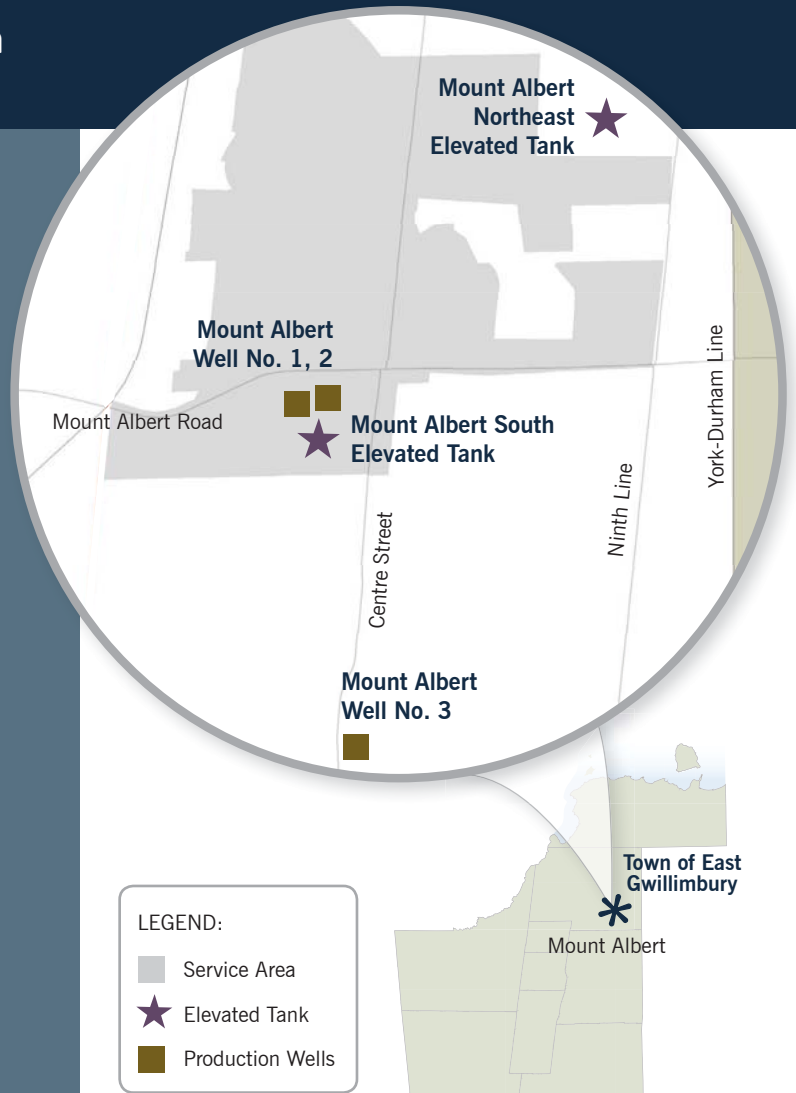 Mount Albert
Northeast
Elevated Tank
Mount Albert
Well No. 1, 2
Mount Albert Road
Mount Albert South
Elevated Tank
York-Durham Line
Ninth Line
Centre Street
Mount Albert
Well No. 3
Town of East
Gwillimbury
Mount Albert
LEGEND:
Service Area
Elevated Tank
Production Wells